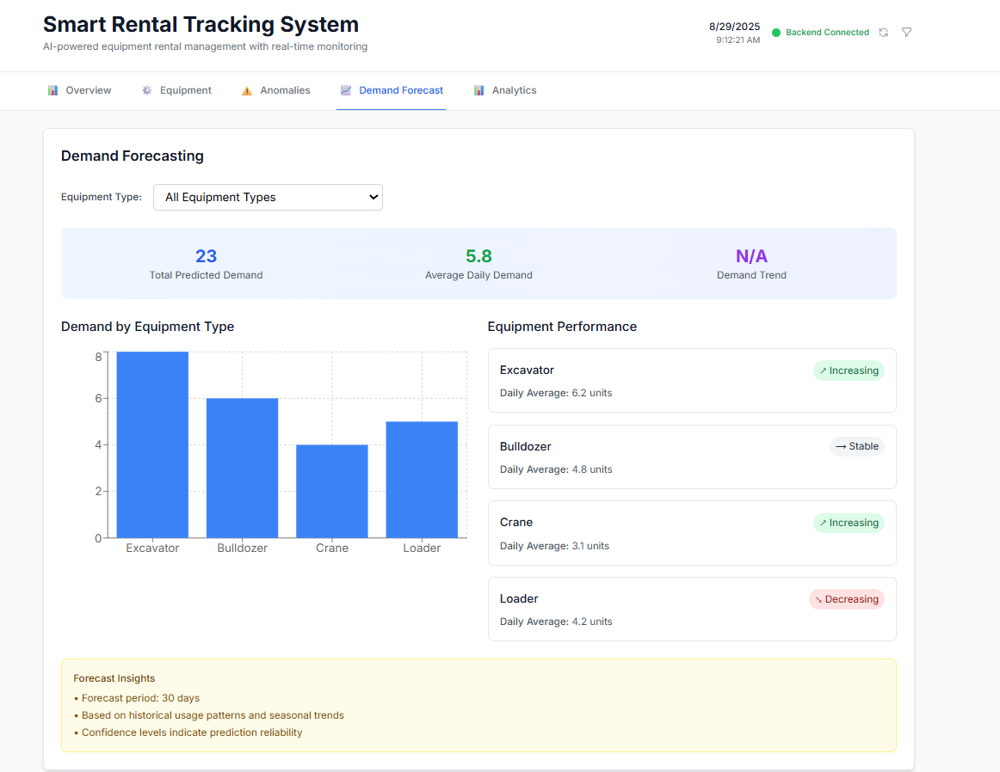 Smart Rental Tracking System
AI-powered equipment rental management with real-time monitoring
8/29/2025
9:12:21 AM
Backend Connected
Overview
Equipment
Anomalies
Demand Forecast
Analytics
Demand Forecasting
Equipment Type:
All Equipment Types
23
Total Predicted Demand
5.8
Average Daily Demand
N/A
Demand Trend
Demand by Equipment Type
8
6
4
2
0
Excavator
Bulldozer
Crane
Loader
Equipment Performance
Excavator
↗ Increasing
Daily Average: 6.2 units
Bulldozer
→ Stable
Daily Average: 4.8 units
Crane
↗ Increasing
Daily Average: 3.1 units
Loader
↘ Decreasing
Daily Average: 4.2 units
Forecast Insights
• Forecast period: 30 days
• Based on historical usage patterns and seasonal trends
• Confidence levels indicate prediction reliability